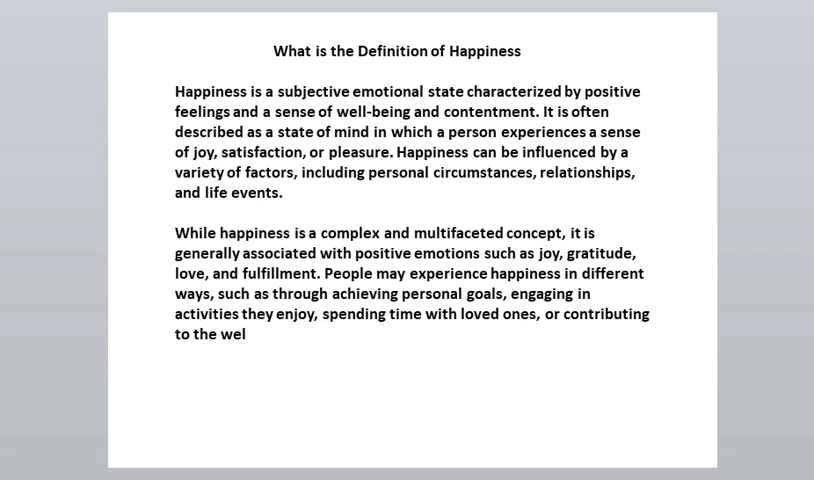 What is the Definition of Happiness
Happiness is a subjective emotional state characterized by positive
feelings and a sense of well-being and contentment. It is often
described as a state of mind in which a person experiences a sense
of joy, satisfaction, or pleasure. Happiness can be influenced by a
variety of factors, including personal circumstances, relationships,
and life events.
While happiness is a complex and multifaceted concept, it is
generally associated with positive emotions such as joy, gratitude,
love, and fulfillment. People may experience happiness in different
ways, such as through achieving personal goals, engaging in
activities they enjoy, spending time with loved ones, or contributing
to the wel